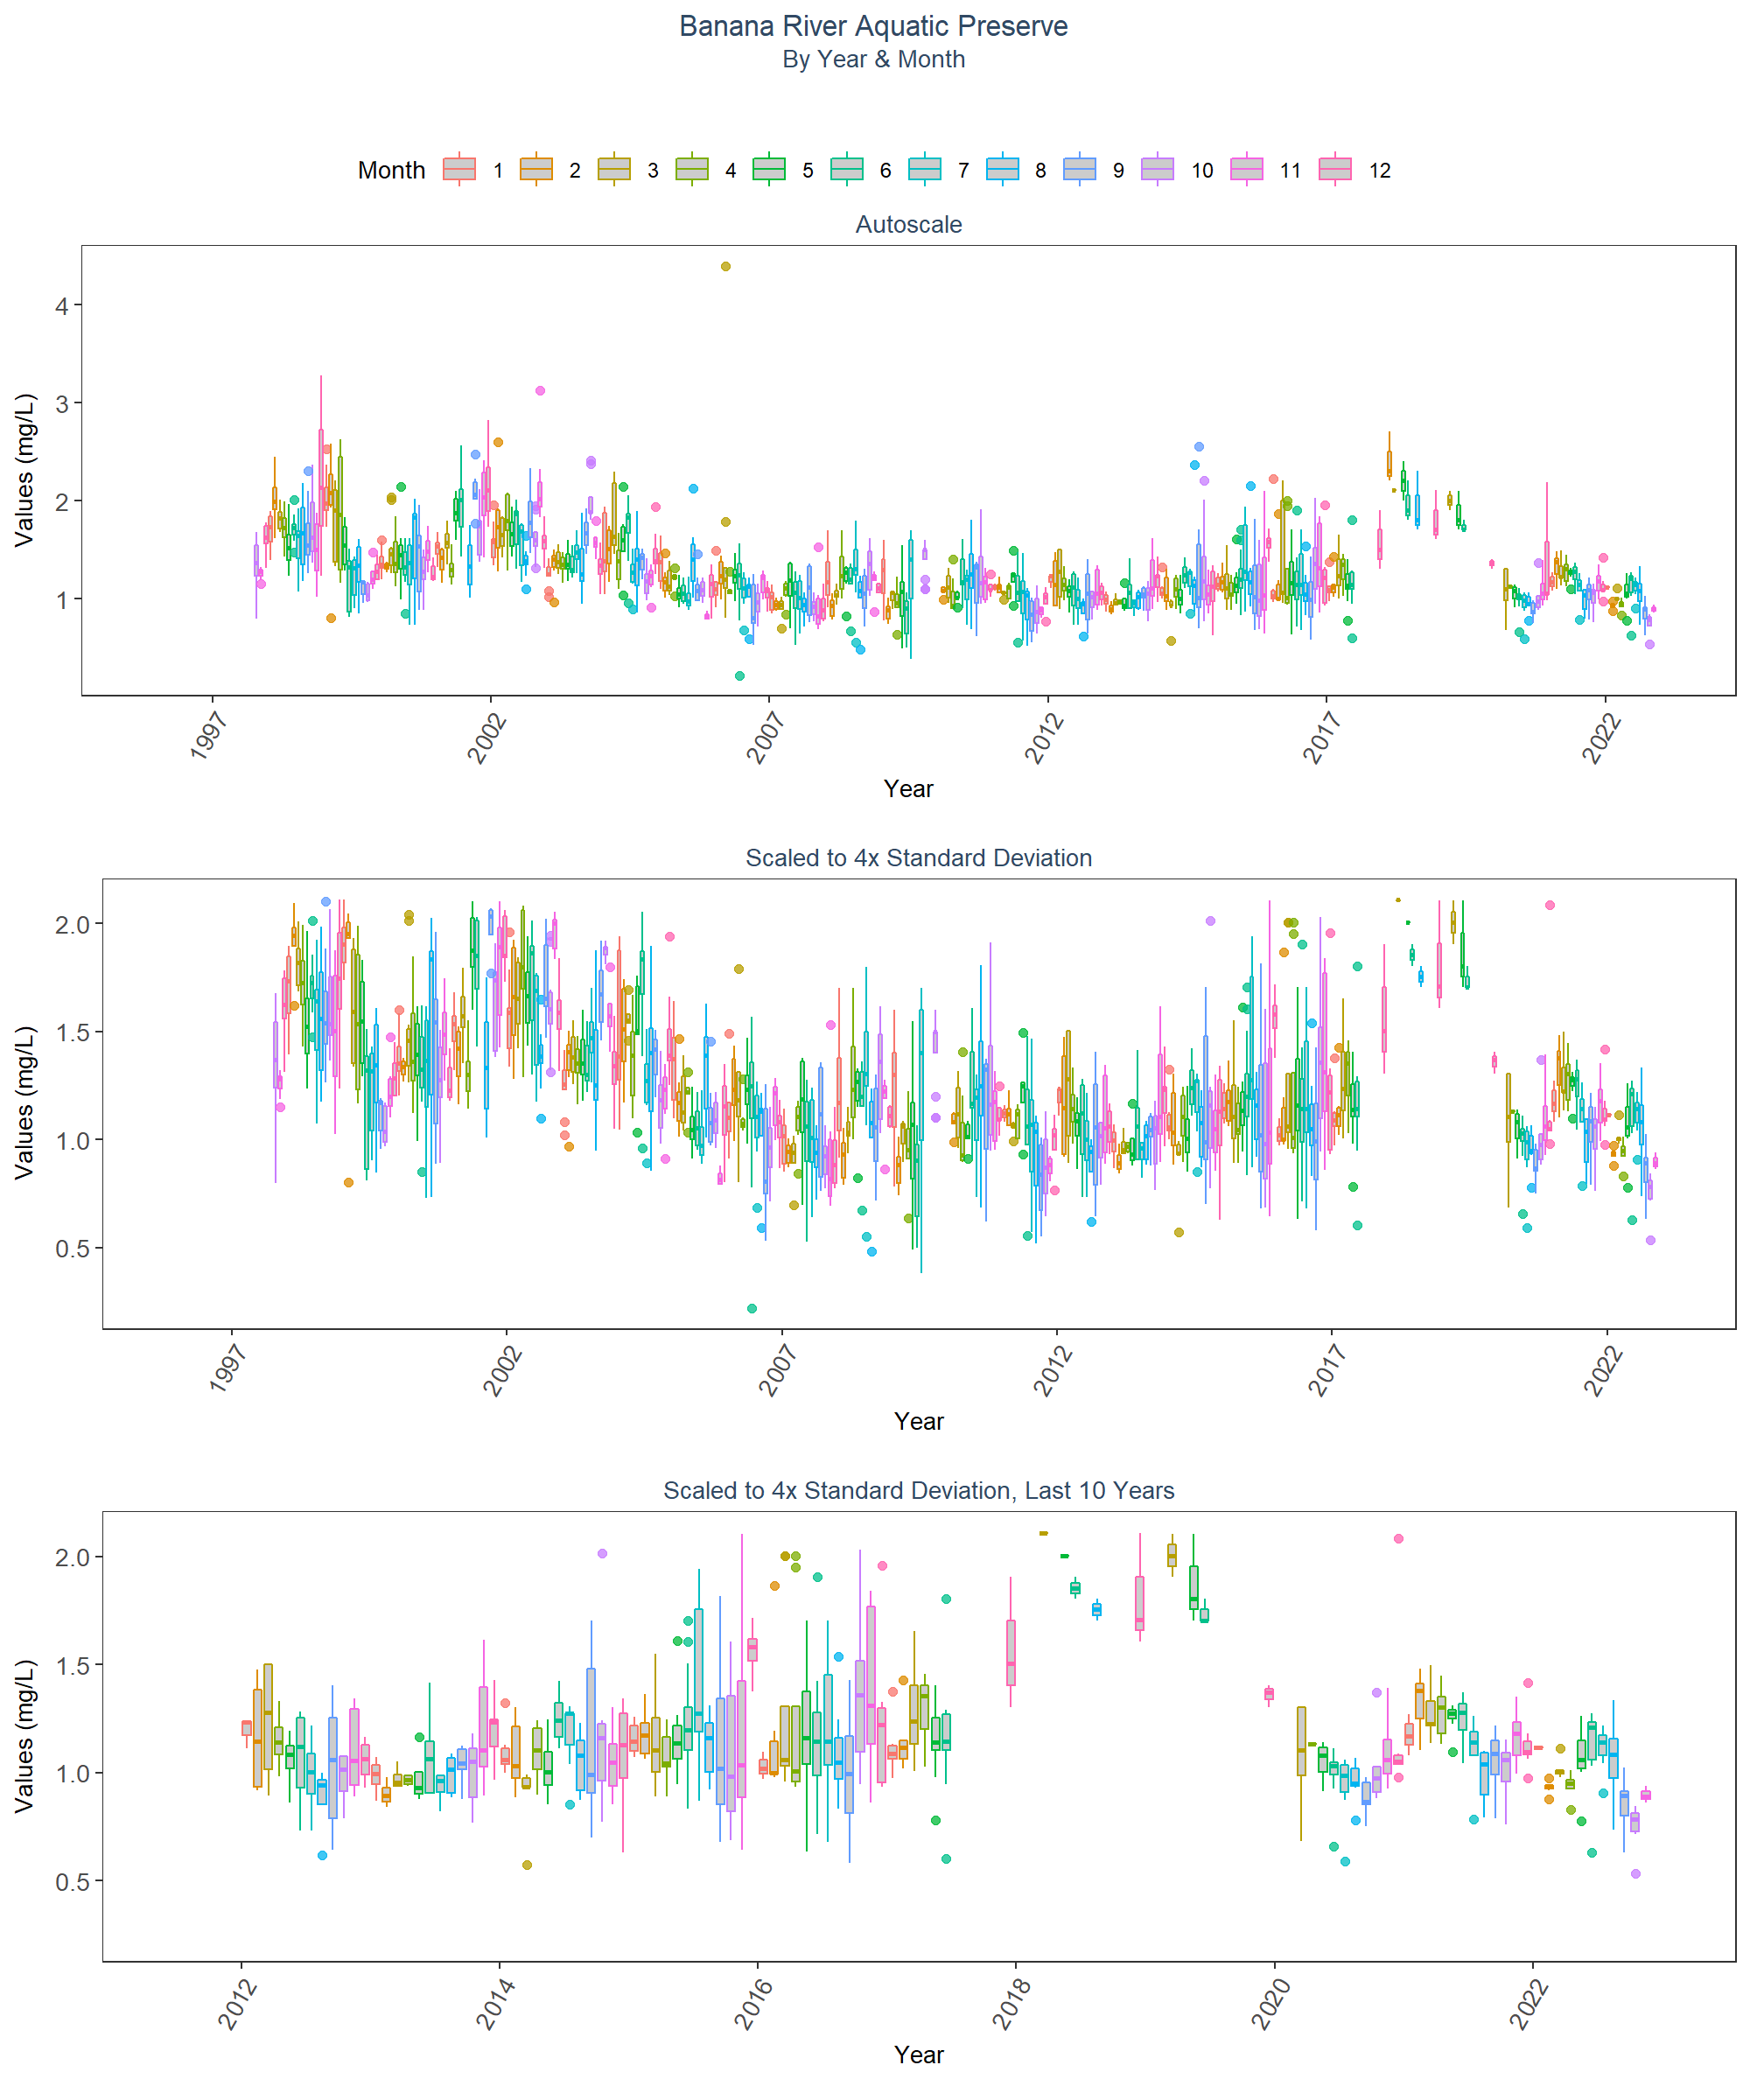 Banana River Aquatic Preserve
By Year & Month
Month 1 2 3 4 5 6 7 8 9 10 11 12
Autoscale
Values (mg/L)
4
3
2
1
1997 2002 2007 2012 2017 2022
Year
Scaled to 4x Standard Deviation
Values (mg/L)
2.0
1.5
1.0
0.5
1997 2002 2007 2012 2017 2022
Year
Scaled to 4x Standard Deviation, Last 10 Years
Values (mg/L)
2.0
1.5
1.0
0.5
2012 2014 2016 2018 2020 2022
Year